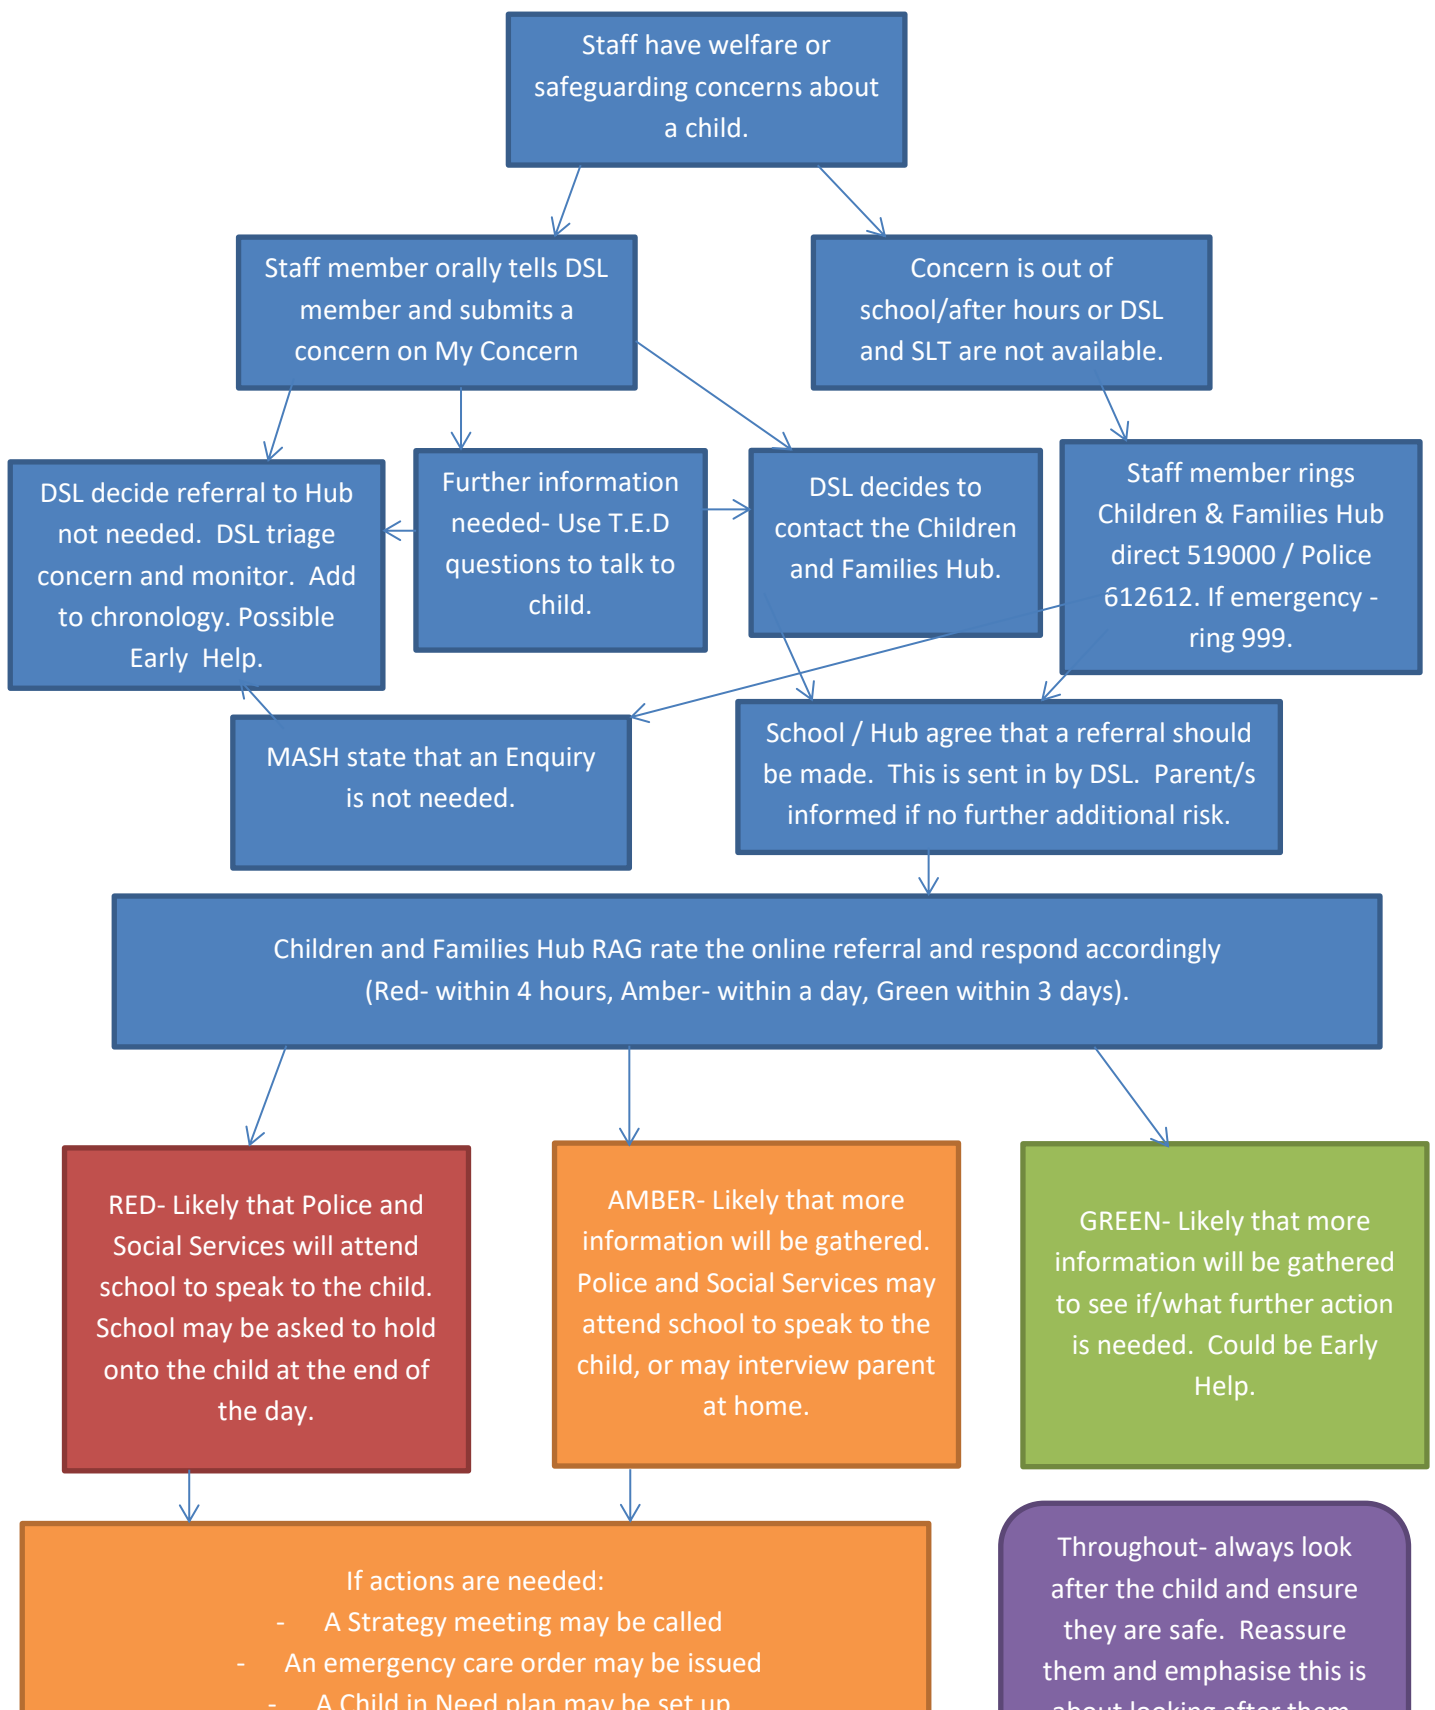 Staff have welfare or
safeguarding concerns about
a child.
Staff member orally tells DSL
member and submits a
concern on My Concern
Concern is out of
school/after hours or DSL
and SLT are not available.
DSL decide referral to Hub
not needed.  DSL triage
concern and monitor.  Add
to chronology. Possible
Early  Help.
Further information
needed- Use T.E.D
questions to talk to
child.
DSL decides to
contact the Children
and Families Hub.
Staff member rings
Children & Families Hub
direct 519000 / Police
612612. If emergency -
ring 999.
MASH state that an Enquiry
is not needed.
School / Hub agree that a referral should
be made.  This is sent in by DSL.  Parent/s
informed if no further additional risk.
Children and Families Hub RAG rate the online referral and respond accordingly
(Red- within 4 hours, Amber- within a day, Green within 3 days).
RED- Likely that Police and
Social Services will attend
school to speak to the child.
School may be asked to hold
onto the child at the end of
the day.
AMBER- Likely that more
information will be gathered.
Police and Social Services may
attend school to speak to the
child, or may interview parent
at home.
GREEN- Likely that more
information will be gathered
to see if/what further action
is needed.  Could be Early
Help.
If actions are needed:
- A Strategy meeting may be called
- An emergency care order may be issued
- A Child in Need plan may be set up
Throughout- always look
after the child and ensure
they are safe.  Reassure
them and emphasise this is
about looking after them